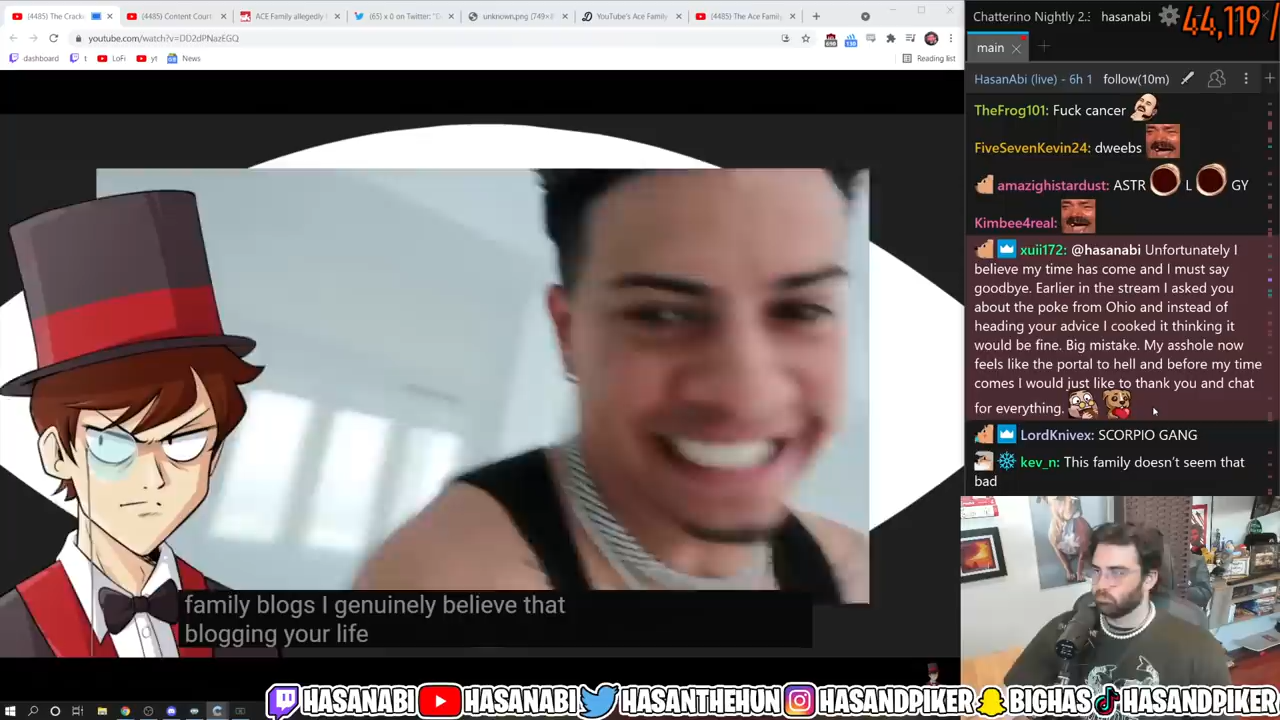 (4485) The Crack
(4485) Content Court
ACE Family allegedly
(63) x 0 on Twitter: "D
unknown.png (749×8
YouTube's Ace Family
(4485) The Ace Family
youtube.com/watch?v=DD2dPNazEGQ
dashboard
t
LoFi
yt
News
Reading list
family blogs I genuinely believe that
blogging your life
Chatterino Nightly 2.
hasanabi
44,119 /
main
HasanAbi (live) - 6h 1
follow(10m)
TheFrog101: Fuck cancer
FiveSevenKevin24: dweebs
amazighistardust: ASTR L GY
Kimbee4real:
xuii172: @hasanabi Unfortunately I
believe my time has come and I must say
goodbye. Earlier in the stream I asked you
about the poke from Ohio and instead of
heading your advice I cooked it thinking it
would be fine. Big mistake. My asshole now
feels like the portal to hell and before my time
comes I would just like to thank you and chat
for everything.
LordKnivex: SCORPIO GANG
kev_n: This family doesn't seem that
bad
HASANABI HASANABI HASANTHEHUN HASANDPIKER BIGHAS HASANDPIKER